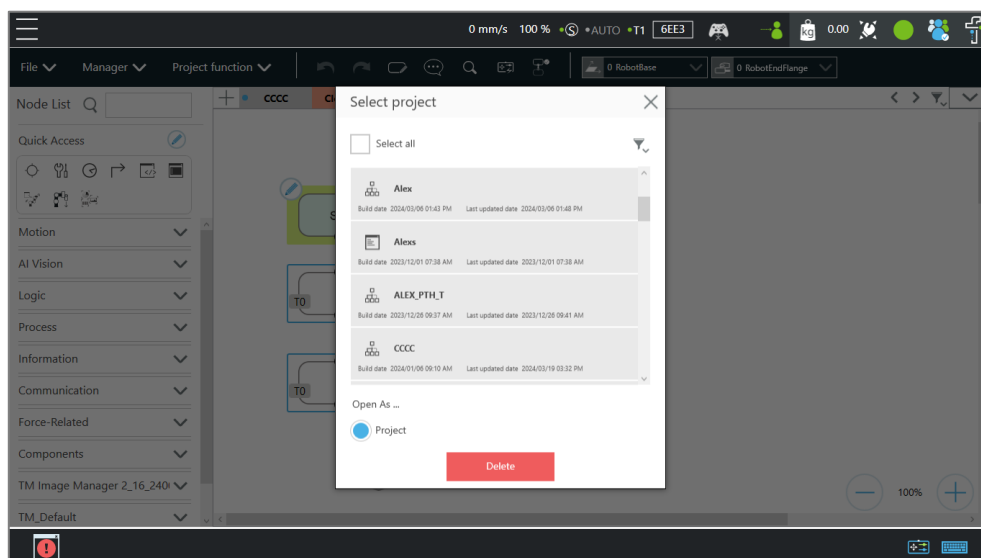 0 mm/s 100 % S AUTO T1 6EE3 kg 0.00
File Manager Project function 0 RobotBase 0 RobotEndFlange
Node List
CCCC
Quick Access
Motion
AI Vision
Logic
Process
Information
Communication
Force-Related
Components
TM Image Manager 2_16_240
TM_Default
S
T0
T0
Select project
Select all
Alex
Build date 2024/03/06 01:43 PM Last updated date 2024/03/06 01:48 PM
Alexs
Build date 2023/12/01 07:38 AM Last updated date 2023/12/01 07:38 AM
ALEX_PTH_T
Build date 2023/12/26 09:37 AM Last updated date 2023/12/26 09:41 AM
CCCC
Build date 2024/01/06 09:10 AM Last updated date 2024/03/19 03:32 PM
Open As ...
Project
Delete
100%